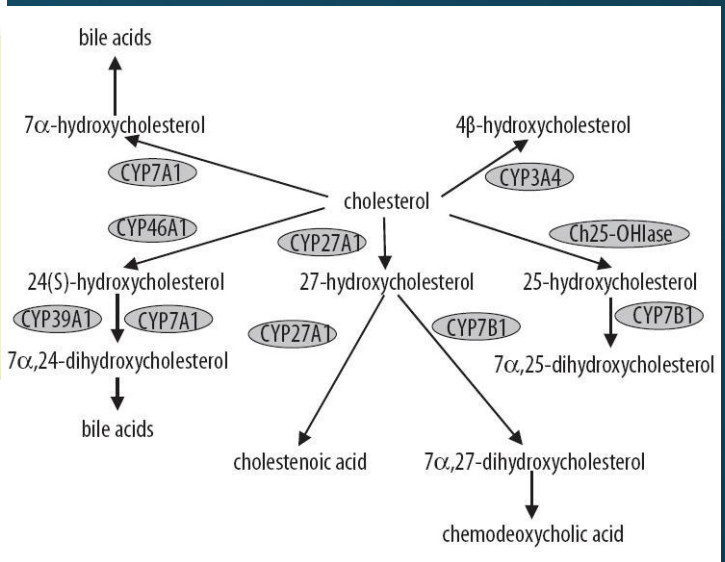 bile acids
7α-hydroxycholesterol
4β-hydroxycholesterol
CYP7A1
CYP3A4
cholesterol
CYP46A1
CYP27A1
Ch25-OHlase
24(S)-hydroxycholesterol
27-hydroxycholesterol
25-hydroxycholesterol
CYP39A1
CYP7A1
CYP27A1
CYP7B1
CYP7B1
7α,24-dihydroxycholesterol
7α,25-dihydroxycholesterol
bile acids
cholestenoic acid
7α,27-dihydroxycholesterol
chemodeoxycholic acid